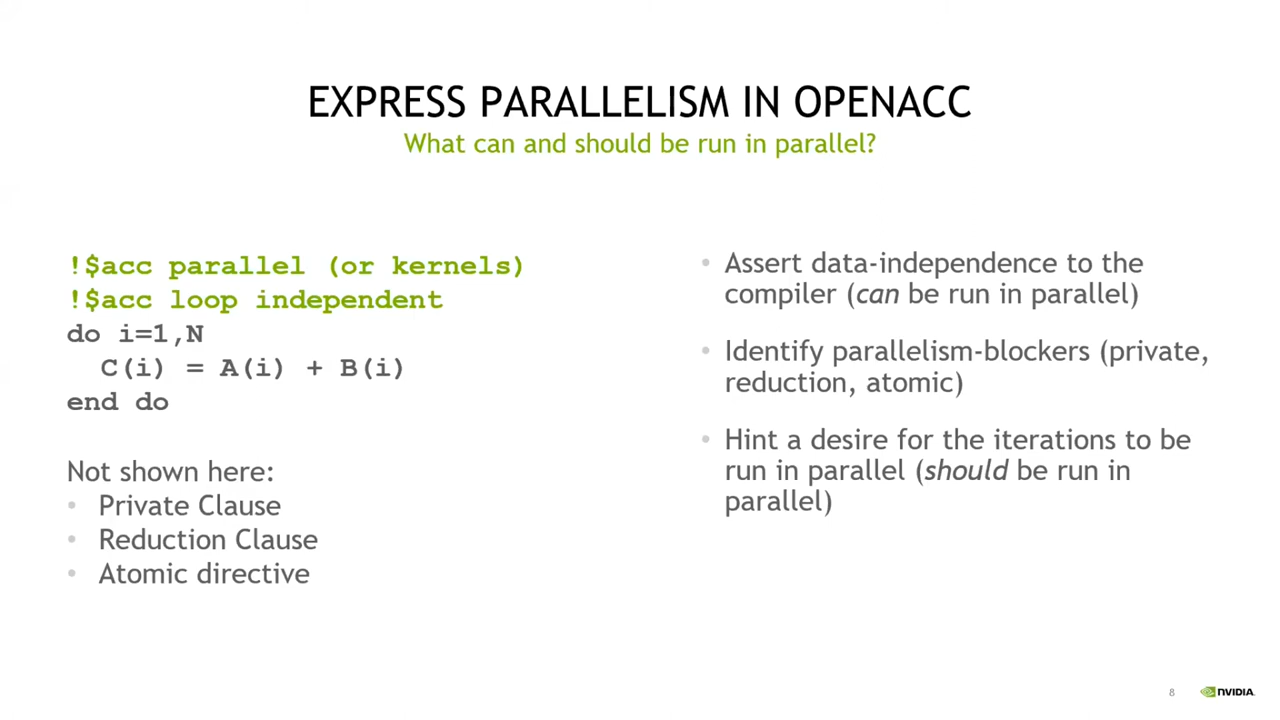 EXPRESS PARALLELISM IN OPENACC
What can and should be run in parallel?
!$acc parallel (or kernels)
!$acc loop independent
do i=1,N
  C(i) = A(i) + B(i)
end do
Not shown here:
• Private Clause
• Reduction Clause
• Atomic directive
• Assert data-independence to the
compiler (can be run in parallel)
• Identify parallelism-blockers (private,
reduction, atomic)
• Hint a desire for the iterations to be
run in parallel (should be run in
parallel)
8
NVIDIA.